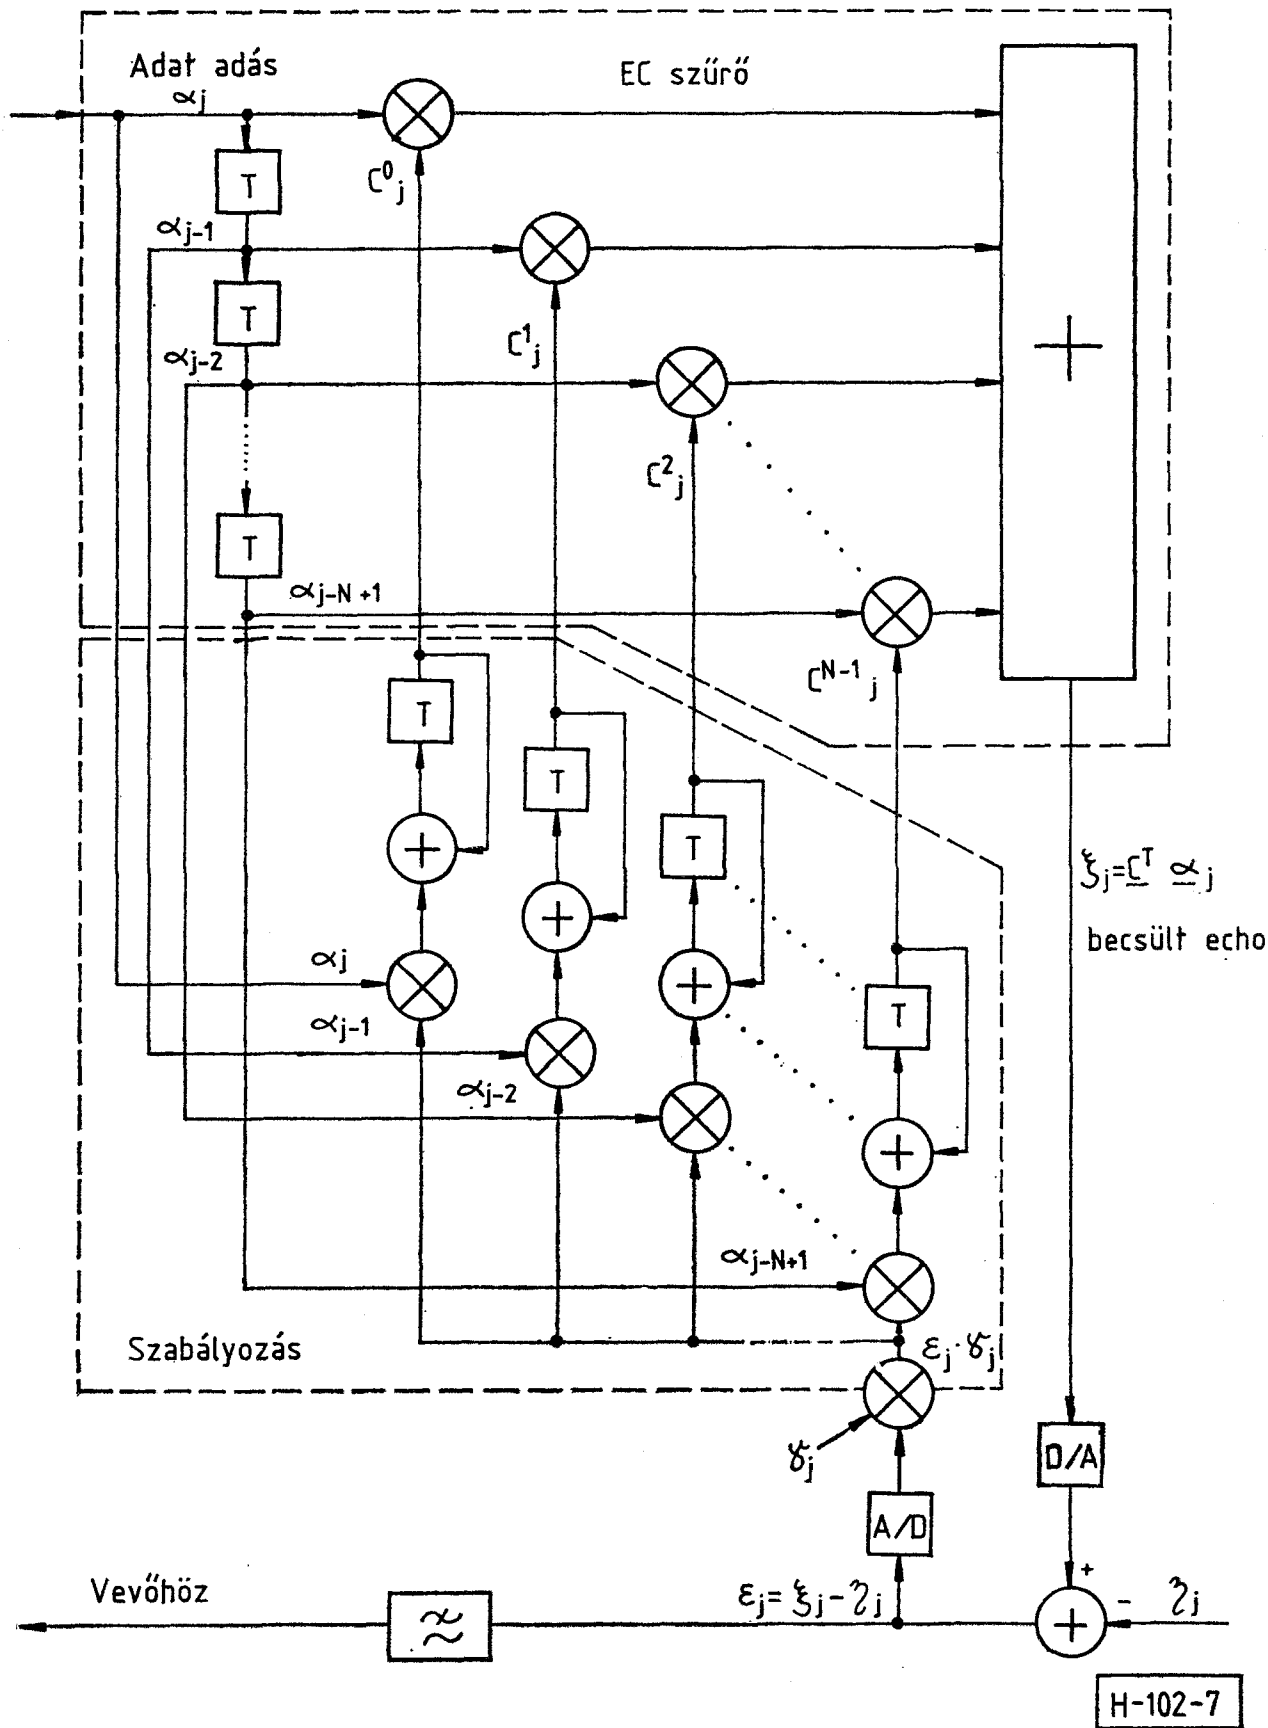 Adat adás
EC szűrő
αj
T
C⁰j
αj-1
T
C¹j
αj-2
C²j
T
αj-N+1
Cᴺ⁻¹j
T
T
T
T
ξj=Cᵀ αj
becsült echo
αj
αj-1
αj-2
αj-N+1
Szabályozás
εj·γj
γj
D/A
A/D
Vevőhöz
εj=ξj-ηj
+
-
ηj
H-102-7